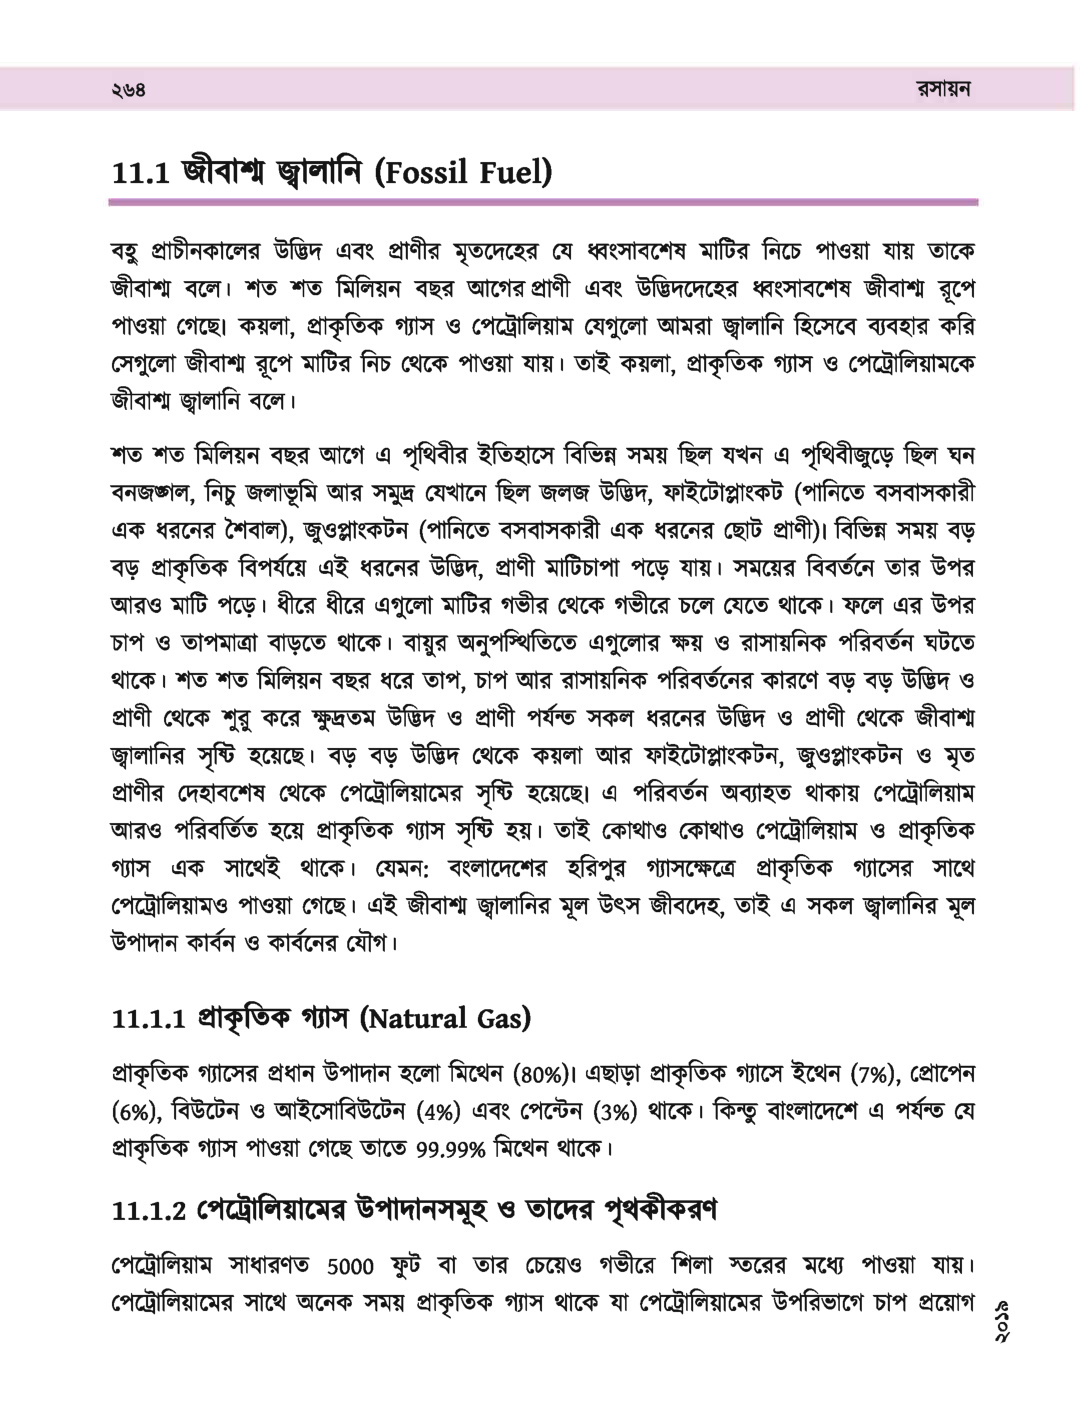 ২৬৪
রসায়ন
11.1 জীবাশ্ম জ্বালানি (Fossil Fuel)
বহু প্রাচীনকালের উদ্ভিদ এবং প্রাণীর মৃতদেহের যে ধ্বংসাবশেষ মাটির নিচে পাওয়া যায় তাকে
জীবাশ্ম বলে। শত শত মিলিয়ন বছর আগের প্রাণী এবং উদ্ভিদদেহের ধ্বংসাবশেষ জীবাশ্ম রূপে
পাওয়া গেছে। কয়লা, প্রাকৃতিক গ্যাস ও পেট্রোলিয়াম যেগুলো আমরা জ্বালানি হিসেবে ব্যবহার করি
সেগুলো জীবাশ্ম রূপে মাটির নিচ থেকে পাওয়া যায়। তাই কয়লা, প্রাকৃতিক গ্যাস ও পেট্রোলিয়ামকে
জীবাশ্ম জ্বালানি বলে।
শত শত মিলিয়ন বছর আগে এ পৃথিবীর ইতিহাসে বিভিন্ন সময় ছিল যখন এ পৃথিবীজুড়ে ছিল ঘন
বনজঙ্গল, নিচু জলাভূমি আর সমুদ্র যেখানে ছিল জলজ উদ্ভিদ, ফাইটোপ্লাংকট (পানিতে বসবাসকারী
এক ধরনের শৈবাল), জুওপ্লাংকটন (পানিতে বসবাসকারী এক ধরনের ছোট প্রাণী)। বিভিন্ন সময় বড়
বড় প্রাকৃতিক বিপর্যয়ে এই ধরনের উদ্ভিদ, প্রাণী মাটিচাপা পড়ে যায়। সময়ের বিবর্তনে তার উপর
আরও মাটি পড়ে। ধীরে ধীরে এগুলো মাটির গভীর থেকে গভীরে চলে যেতে থাকে। ফলে এর উপর
চাপ ও তাপমাত্রা বাড়তে থাকে। বায়ুর অনুপস্থিতিতে এগুলোর ক্ষয় ও রাসায়নিক পরিবর্তন ঘটতে
থাকে। শত শত মিলিয়ন বছর ধরে তাপ, চাপ আর রাসায়নিক পরিবর্তনের কারণে বড় বড় উদ্ভিদ ও
প্রাণী থেকে শুরু করে ক্ষুদ্রতম উদ্ভিদ ও প্রাণী পর্যন্ত সকল ধরনের উদ্ভিদ ও প্রাণী থেকে জীবাশ্ম
জ্বালানির সৃষ্টি হয়েছে। বড় বড় উদ্ভিদ থেকে কয়লা আর ফাইটোপ্লাংকটন, জুওপ্লাংকটন ও মৃত
প্রাণীর দেহাবশেষ থেকে পেট্রোলিয়ামের সৃষ্টি হয়েছে। এ পরিবর্তন অব্যাহত থাকায় পেট্রোলিয়াম
আরও পরিবর্তিত হয়ে প্রাকৃতিক গ্যাস সৃষ্টি হয়। তাই কোথাও কোথাও পেট্রোলিয়াম ও প্রাকৃতিক
গ্যাস এক সাথেই থাকে। যেমন: বংলাদেশের হরিপুর গ্যাসক্ষেত্রে প্রাকৃতিক গ্যাসের সাথে
পেট্রোলিয়ামও পাওয়া গেছে। এই জীবাশ্ম জ্বালানির মূল উৎস জীবদেহ, তাই এ সকল জ্বালানির মূল
উপাদান কার্বন ও কার্বনের যৌগ।
11.1.1 প্রাকৃতিক গ্যাস (Natural Gas)
প্রাকৃতিক গ্যাসের প্রধান উপাদান হলো মিথেন (80%)। এছাড়া প্রাকৃতিক গ্যাসে ইথেন (7%), প্রোপেন
(6%), বিউটেন ও আইসোবিউটেন (4%) এবং পেন্টেন (3%) থাকে। কিন্তু বাংলাদেশে এ পর্যন্ত যে
প্রাকৃতিক গ্যাস পাওয়া গেছে তাতে 99.99% মিথেন থাকে।
11.1.2 পেট্রোলিয়ামের উপাদানসমূহ ও তাদের পৃথকীকরণ
পেট্রোলিয়াম সাধারণত 5000 ফুট বা তার চেয়েও গভীরে শিলা স্তরের মধ্যে পাওয়া যায়।
পেট্রোলিয়ামের সাথে অনেক সময় প্রাকৃতিক গ্যাস থাকে যা পেট্রোলিয়ামের উপরিভাগে চাপ প্রয়োগ
২০১৯